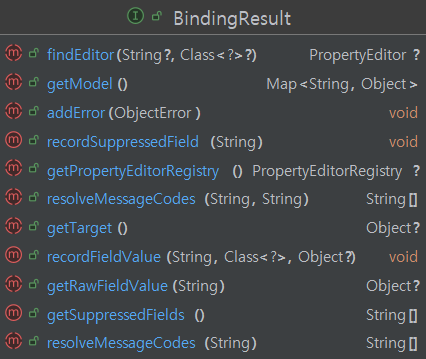 BindingResult
findEditor(String?, Class<?>?) PropertyEditor ?
getModel () Map<String, Object>
addError(ObjectError) void
recordSuppressedField (String) void
getPropertyEditorRegistry () PropertyEditorRegistry ?
resolveMessageCodes (String, String) String[]
getTarget () Object?
recordFieldValue (String, Class<?>, Object?) void
getRawFieldValue(String) Object?
getSuppressedFields () String[]
resolveMessageCodes (String) String[]